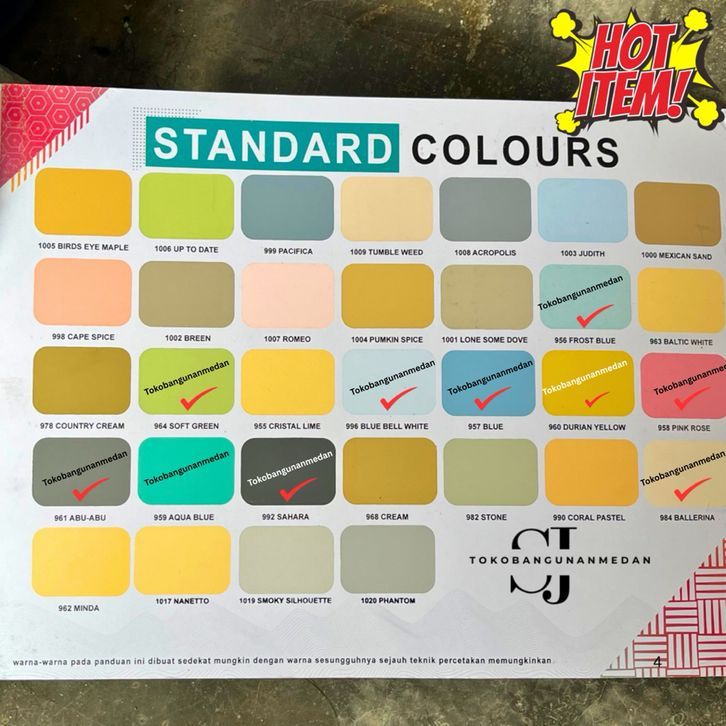 HOT
ITEM!
STANDARD COLOURS
1005 BIRDS EYE MAPLE
1006 UP TO DATE
999 PACIFICA
1009 TUMBLE WEED
1008 ACROPOLIS
1003 JUDITH
1000 MEXICAN SAND
Tokobangunanmedan
998 CAPE SPICE
1002 BREEN
1007 ROMEO
1004 PUMKIN SPICE
1001 LONE SOME DOVE
956 FROST BLUE
963 BALTIC WHITE
Tokobangunanmedan
Tokobangunanmedan
Tokobangunanmedan
Tokobangunanmedan
Tokobangunanme
978 COUNTRY CREAM
964 SOFT GREEN
955 CRISTAL LIME
996 BLUE BELL WHITE
957 BLUE
960 DURIAN YELLOW
958 PINK ROSE
Tokobangunanmedan
Tokobangunanmedan
Tokobangunanmedan
Tokobangunanmedan
961 ABU-ABU
959 AQUA BLUE
992 SAHARA
968 CREAM
982 STONE
990 CORAL PASTEL
984 BALLERINA
962 MINDA
1017 NANETTO
1019 SMOKY SILHOUETTE
1020 PHANTOM
SJ
TOKOBANGUNANMEDAN
warna-warna pada panduan ini dibuat sedekat mungkin dengan warna sesungguhnya sejauh teknik percetakan memungkinkan
4